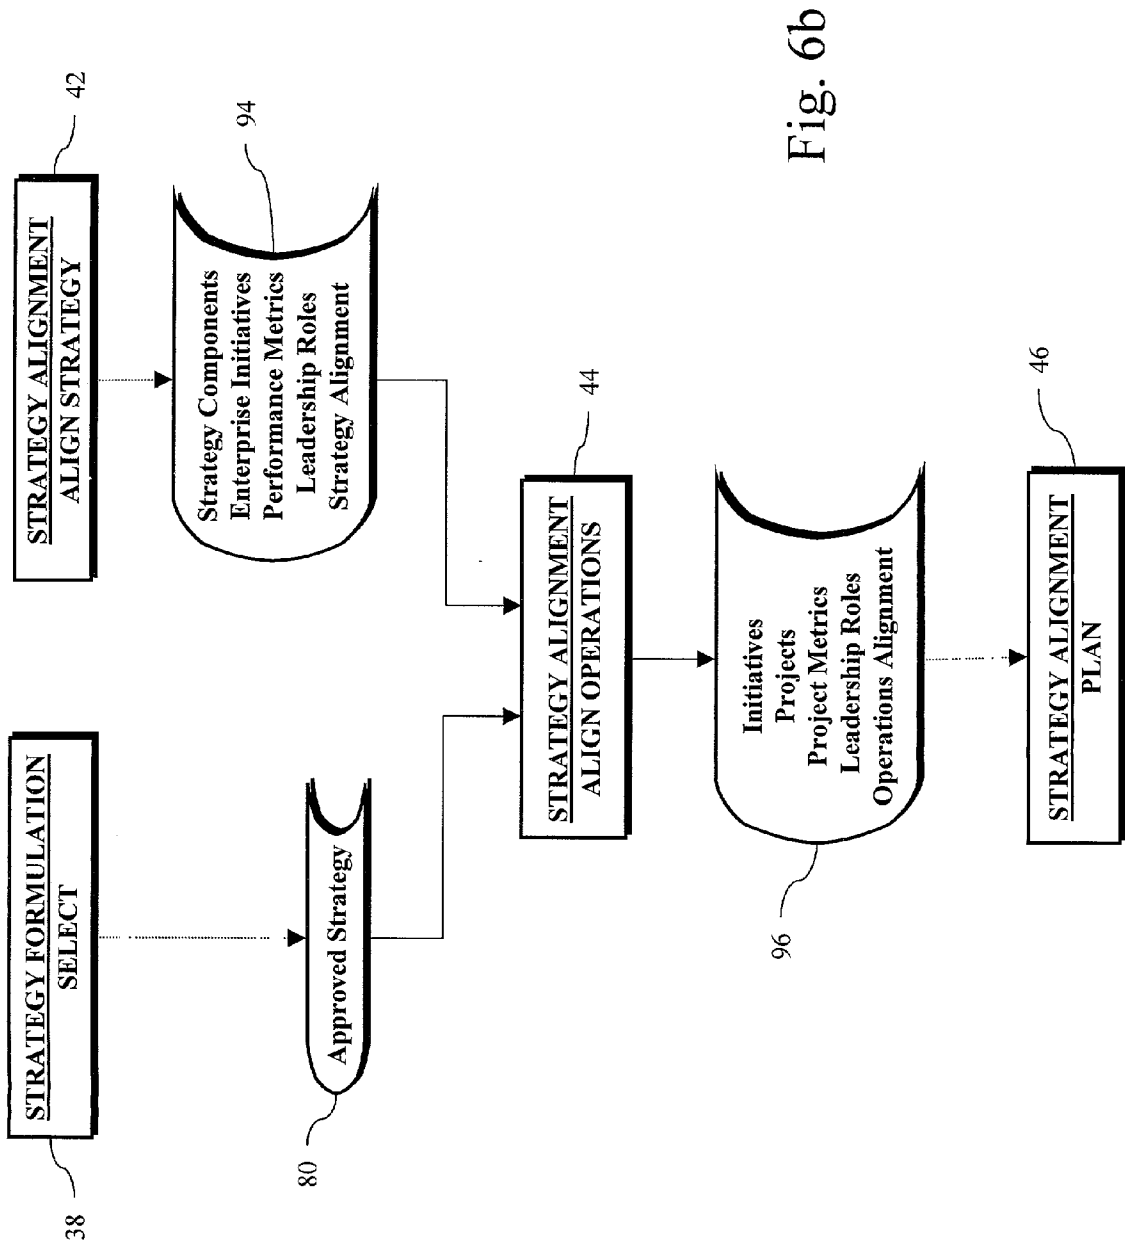 38
STRATEGY FORMULATION
SELECT
STRATEGY ALIGNMENT
ALIGN STRATEGY
42
80
Approved Strategy
Strategy Components
Enterprise Initiatives
Performance Metrics
Leadership Roles
Strategy Alignment
94
STRATEGY ALIGNMENT
ALIGN OPERATIONS
44
96
Initiatives
Projects
Project Metrics
Leadership Roles
Operations Alignment
STRATEGY ALIGNMENT
PLAN
46
Fig. 6b